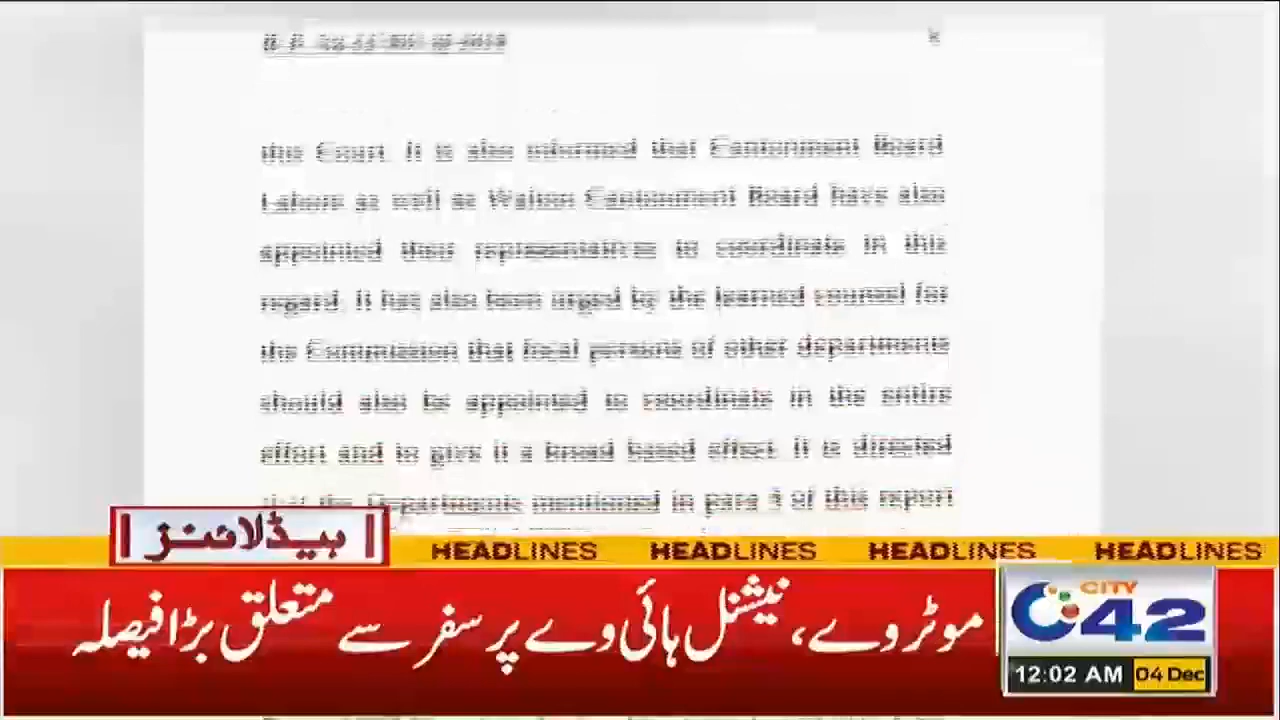 this Court. It is also informed that Cantonment Board
Lahore as well as Walton Cantonment Board have also
appointed their representatives to coordinate in this
regard. It has also been urged by the learned counsel for
the Commission that focal persons of other departments
should also be appointed to coordinate in the entire
effort and to give it a broad based effect. It is directed
that the Departments mentioned in para 3 of this report
ہیڈلائنز
HEADLINES HEADLINES HEADLINES HEADLINES
موٹروے، نیشنل ہائی وے پر سفر سے متعلق بڑا فیصلہ
CITY
42
12:02 AM 04 Dec